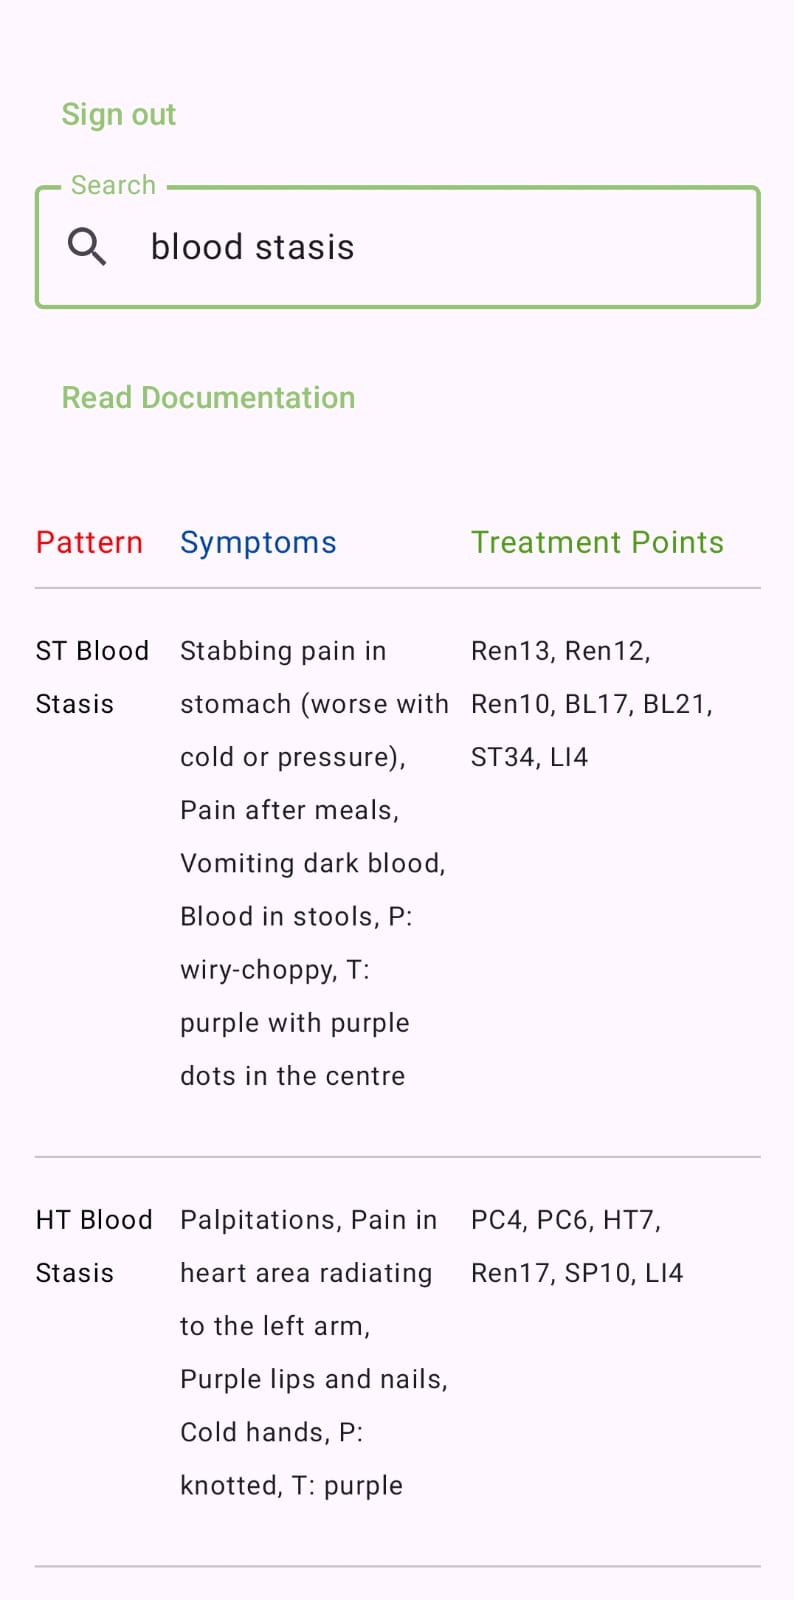 Sign out
Search
blood stasis
Read Documentation
Pattern Symptoms Treatment Points
ST Blood Stasis
Stabbing pain in
stomach (worse with
cold or pressure),
Pain after meals,
Vomiting dark blood,
Blood in stools, P:
wiry-choppy, T:
purple with purple
dots in the centre
Ren13, Ren12,
Ren10, BL17, BL21,
ST34, LI4
HT Blood
Stasis
Palpitations, Pain in
heart area radiating
to the left arm,
Purple lips and nails,
Cold hands, P:
knotted, T: purple
PC4, PC6, HT7,
Ren17, SP10, LI4